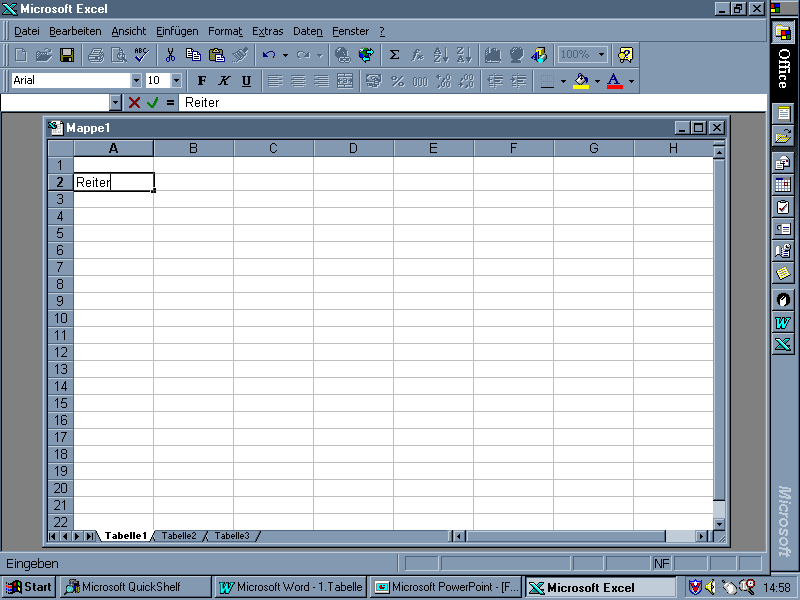 Microsoft Excel
Datei Bearbeiten Ansicht Einfügen Format Extras Daten Fenster ?
100%
Arial 10 F K U % 000
= Reiter
Mappe1
A B C D E F G H
1
2 Reiter
3
4
5
6
7
8
9
10
11
12
13
14
15
16
17
18
19
20
21
22
Tabelle1 Tabelle2 Tabelle3
Eingeben NF
Start Microsoft QuickShelf Microsoft Word - 1.Tabelle Microsoft PowerPoint - [F... Microsoft Excel 14:58
Office
Microsoft